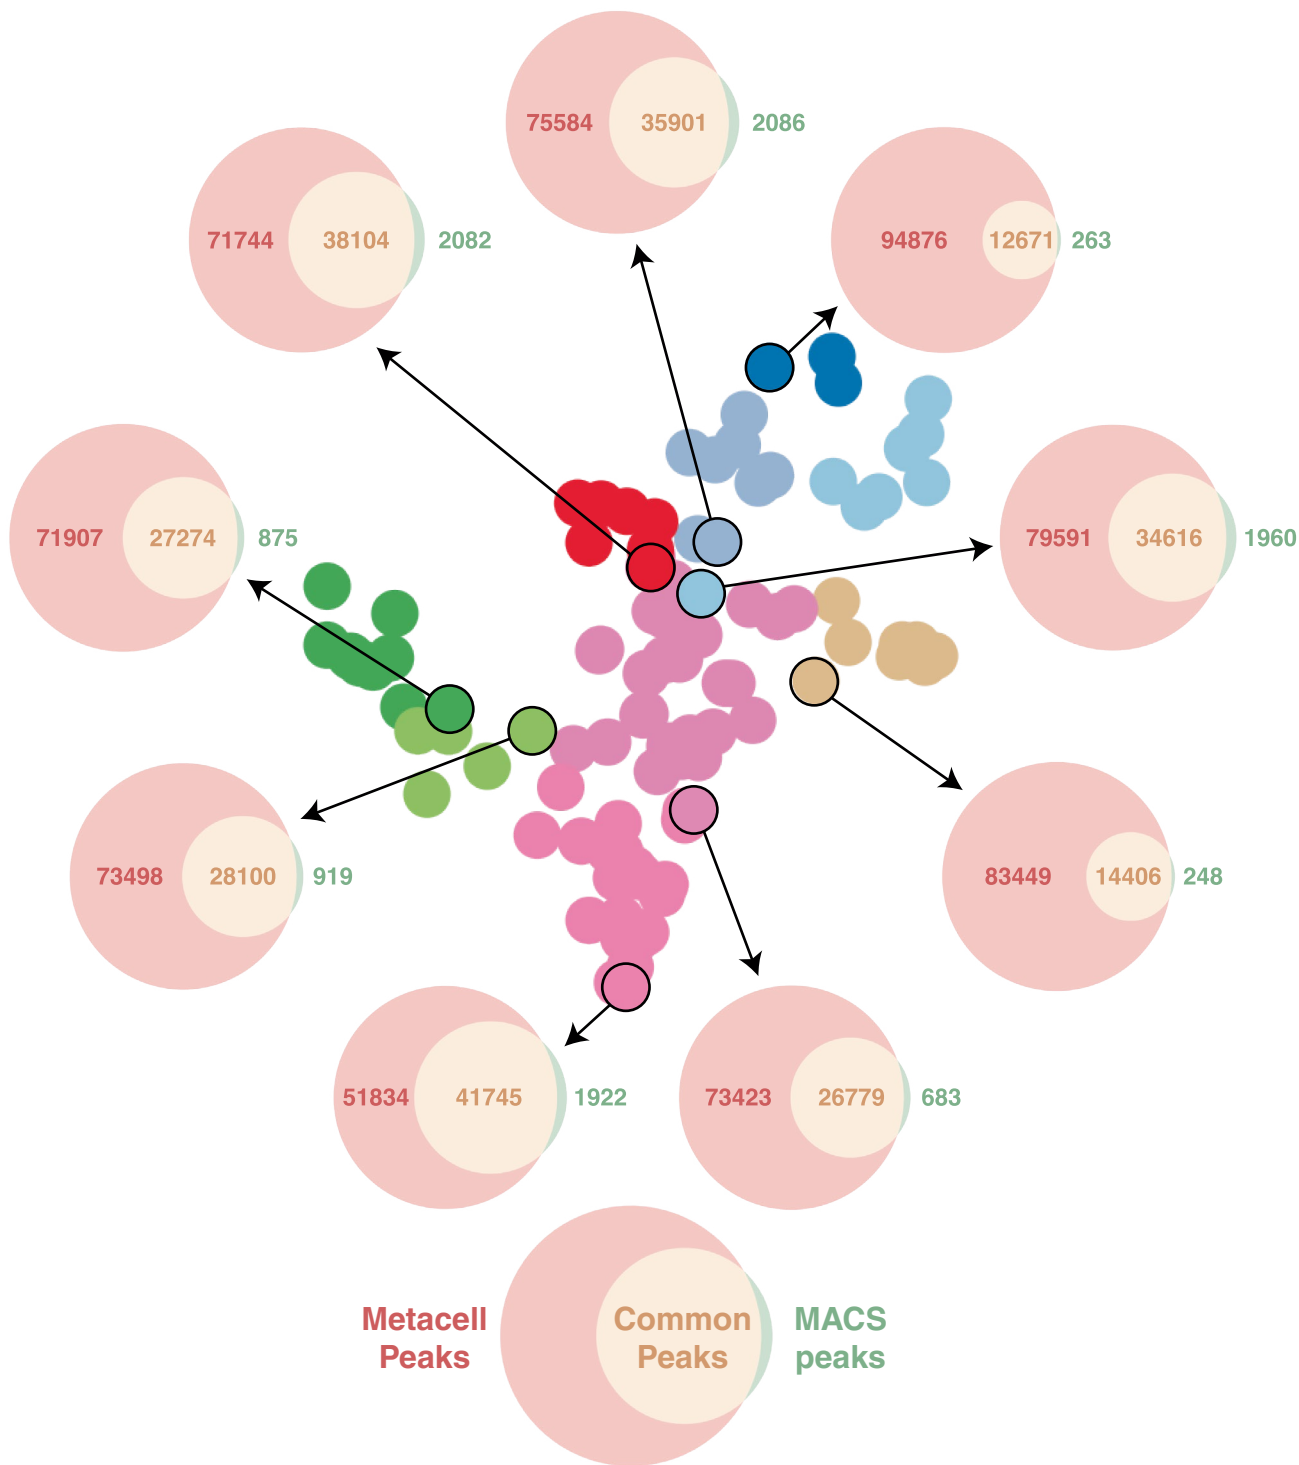 75584 35901 2086
71744 38104 2082
94876 12671 263
71907 27274 875
79591 34616 1960
73498 28100 919
83449 14406 248
51834 41745 1922
73423 26779 683
Metacell
Peaks
Common
Peaks
MACS
peaks